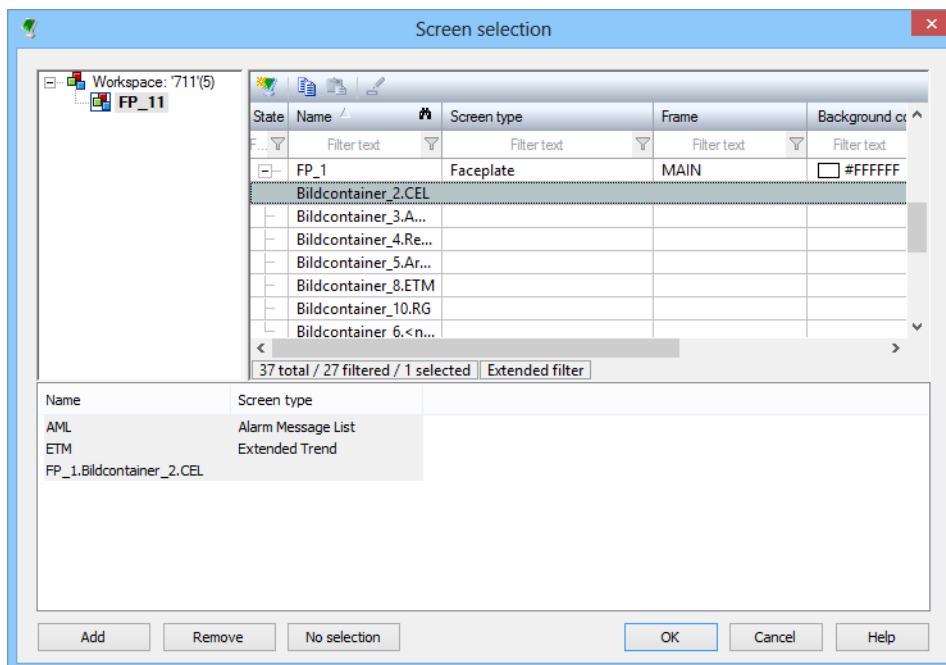 Screen selection
Workspace: '711'(5)
FP_11
State Name Screen type Frame Background cc
F... Filter text Filter text Filter text Filter text
FP_1 Faceplate MAIN #FFFFFF
Bildcontainer_2.CEL
Bildcontainer_3.A...
Bildcontainer_4.Re...
Bildcontainer_5.Ar...
Bildcontainer_8.ETM
Bildcontainer_10.RG
Bildcontainer_6.<n...
37 total / 27 filtered / 1 selected Extended filter
Name Screen type
AML Alarm Message List
ETM Extended Trend
FP_1.Bildcontainer_2.CEL
Add Remove No selection OK Cancel Help